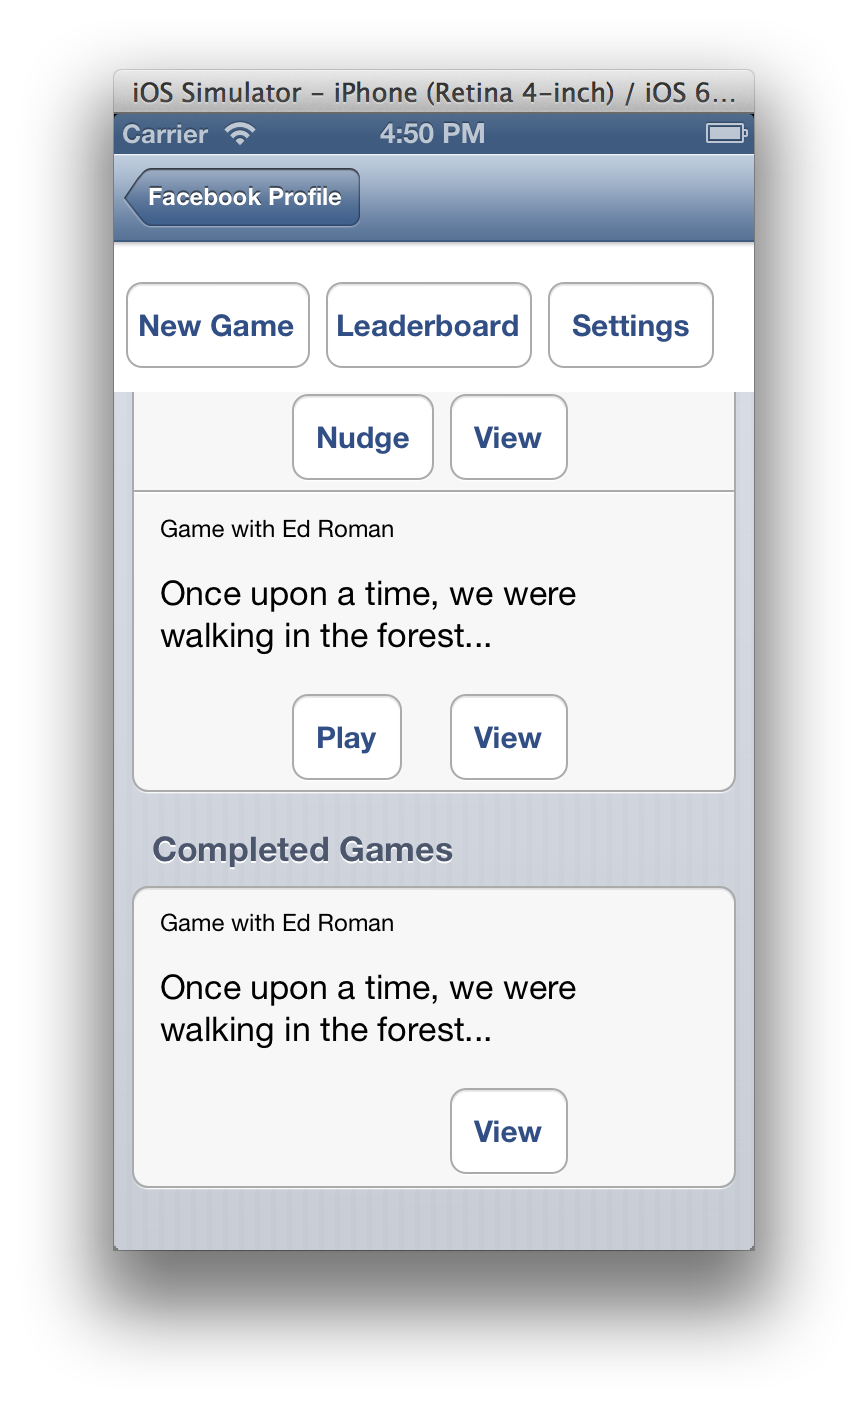 iOS Simulator – iPhone (Retina 4-inch) / iOS 6...
Carrier 4:50 PM
Facebook Profile
New Game Leaderboard Settings
Nudge View
Game with Ed Roman
Once upon a time, we were
walking in the forest...
Play View
Completed Games
Game with Ed Roman
Once upon a time, we were
walking in the forest...
View